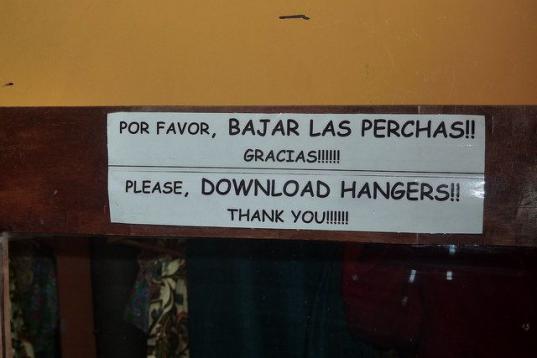 POR FAVOR, BAJAR LAS PERCHAS!!
GRACIAS!!!!!!
PLEASE, DOWNLOAD HANGERS!!
THANK YOU!!!!!!